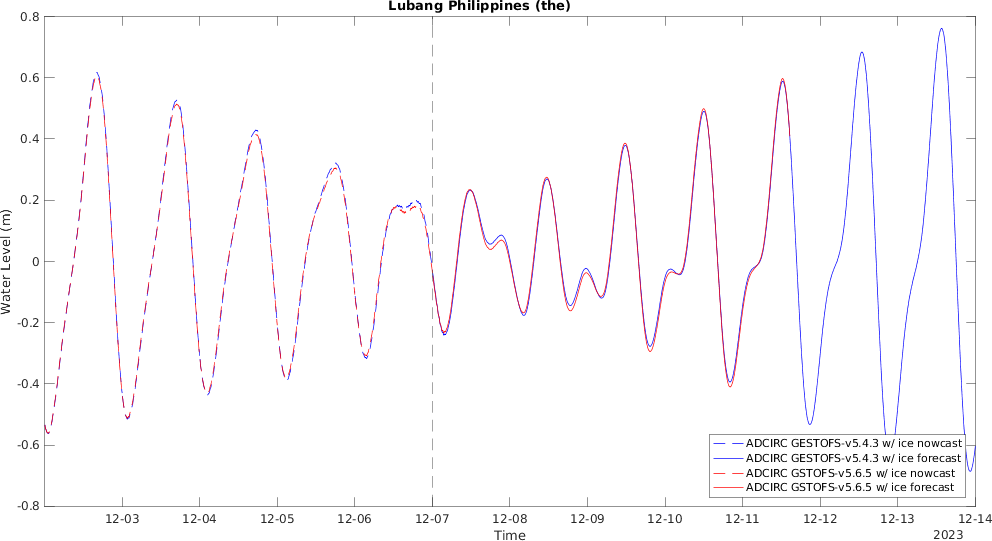 Lubang Philippines (the)
0.8
0.6
0.4
0.2
0
-0.2
-0.4
-0.6
-0.8
Water Level (m)
ADCIRC GESTOFS-v5.4.3 w/ ice nowcast
ADCIRC GESTOFS-v5.4.3 w/ ice forecast
ADCIRC GSTOFS-v5.6.5 w/ ice nowcast
ADCIRC GSTOFS-v5.6.5 w/ ice forecast
12-03 12-04 12-05 12-06 12-07 12-08 12-09 12-10 12-11 12-12 12-13 12-14
Time
2023